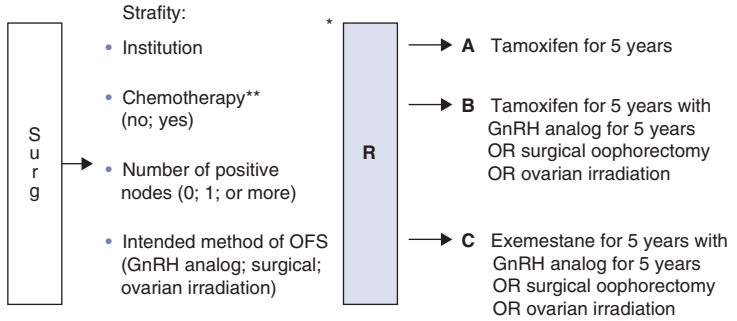 Surg
Strafity:
• Institution
• Chemotherapy**
(no; yes)
• Number of positive
nodes (0; 1; or more)
• Intended method of OFS
(GnRH analog; surgical;
ovarian irradiation)
*
R
A Tamoxifen for 5 years
B Tamoxifen for 5 years with
GnRH analog for 5 years
OR surgical oophorectomy
OR ovarian irradiation
C Exemestane for 5 years with
GnRH analog for 5 years
OR surgical oophorectomy
OR ovarian irradiation